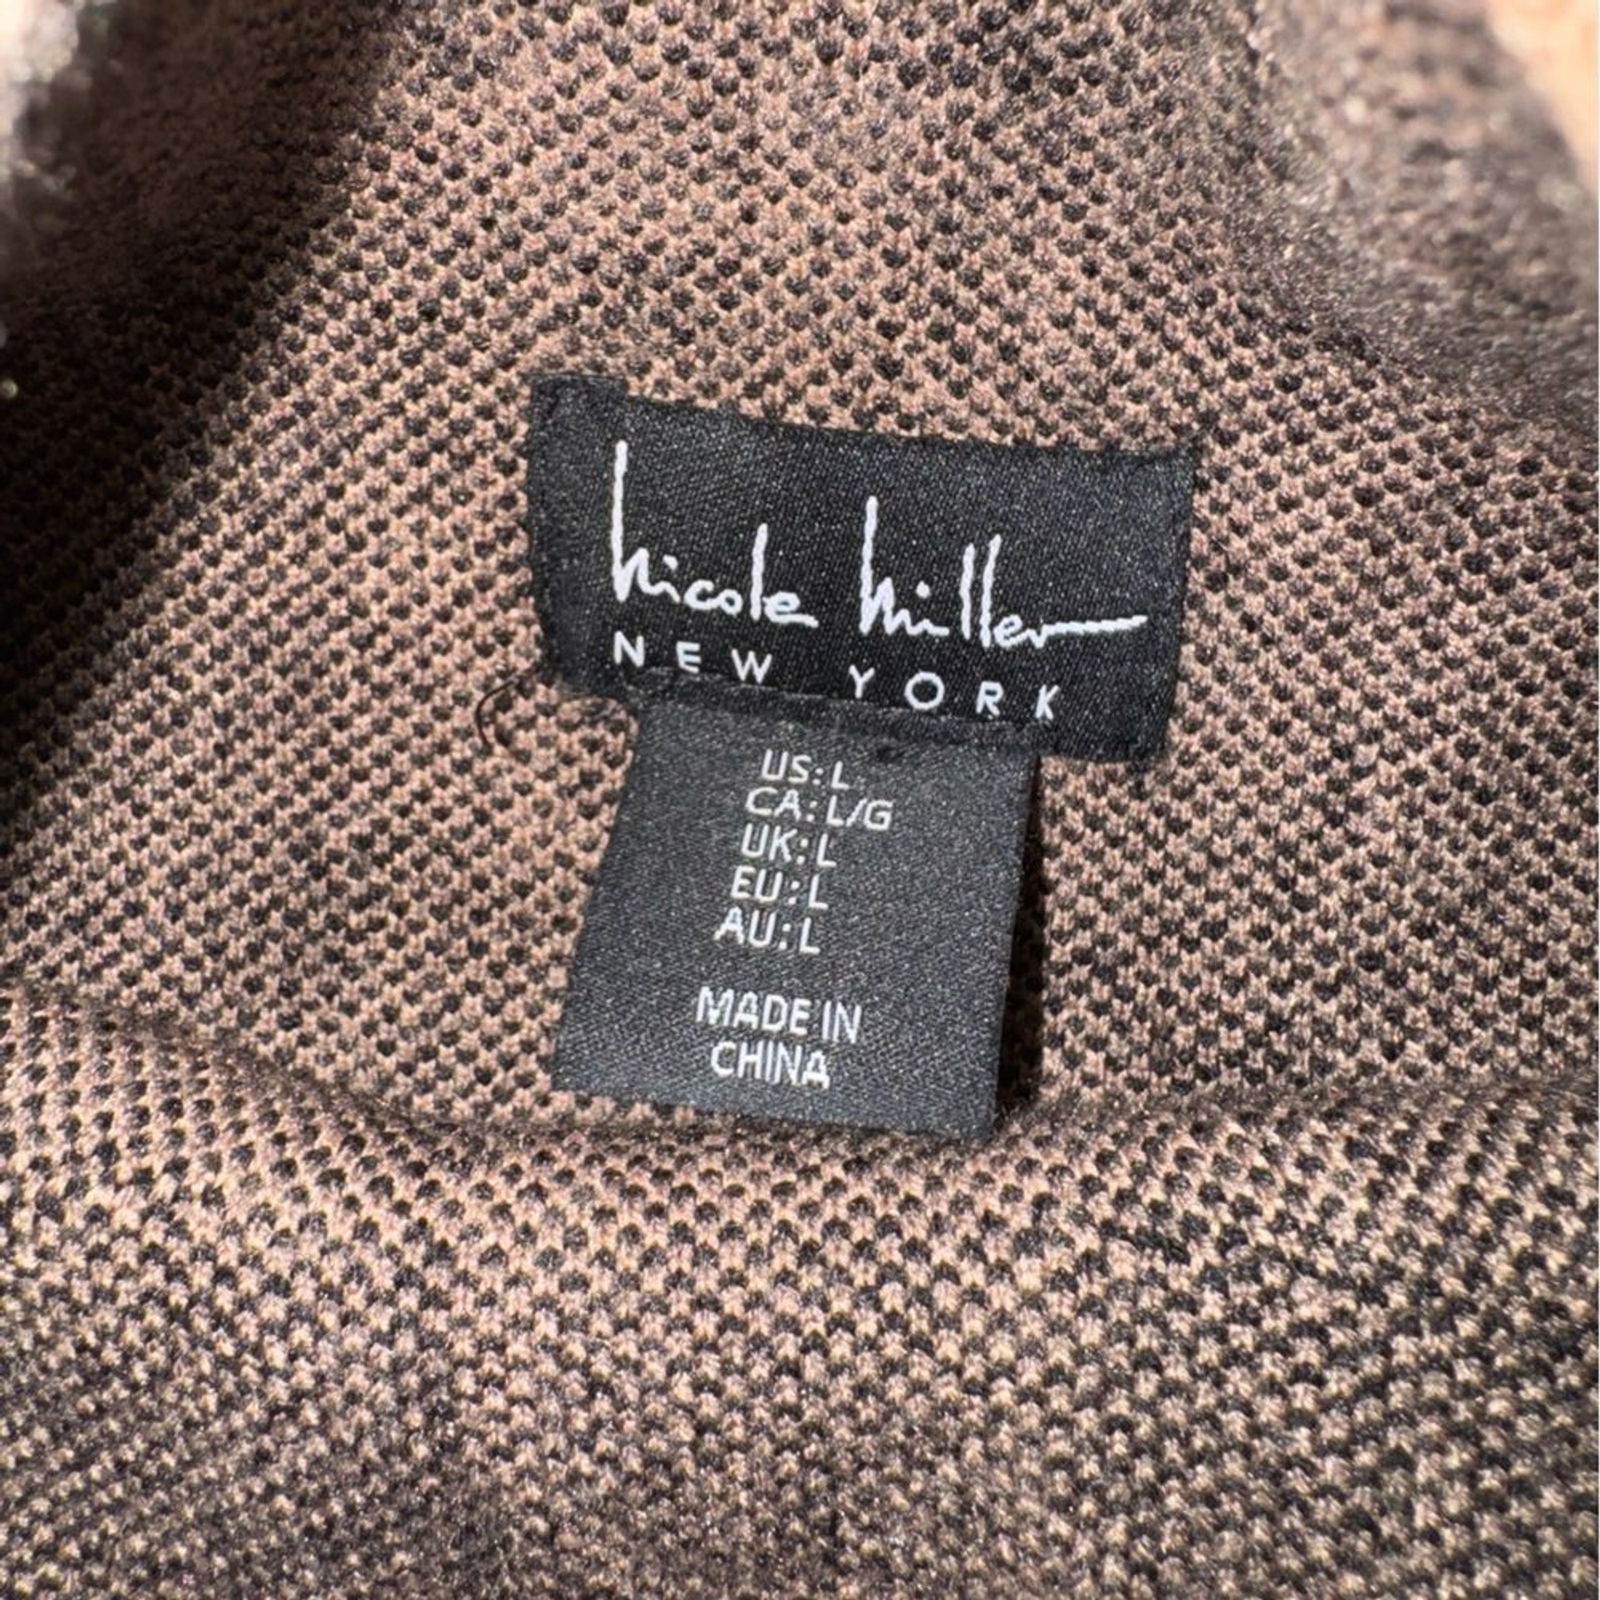 nicole miller
NEW YORK
US: L
CA: L/G
UK: L
EU: L
AU: L
MADE IN
CHINA